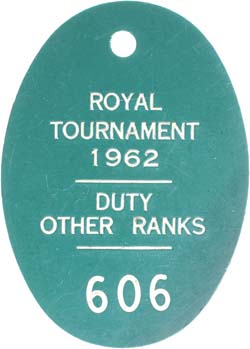 ROYAL
TOURNAMENT
1962
DUTY
OTHER RANKS
606